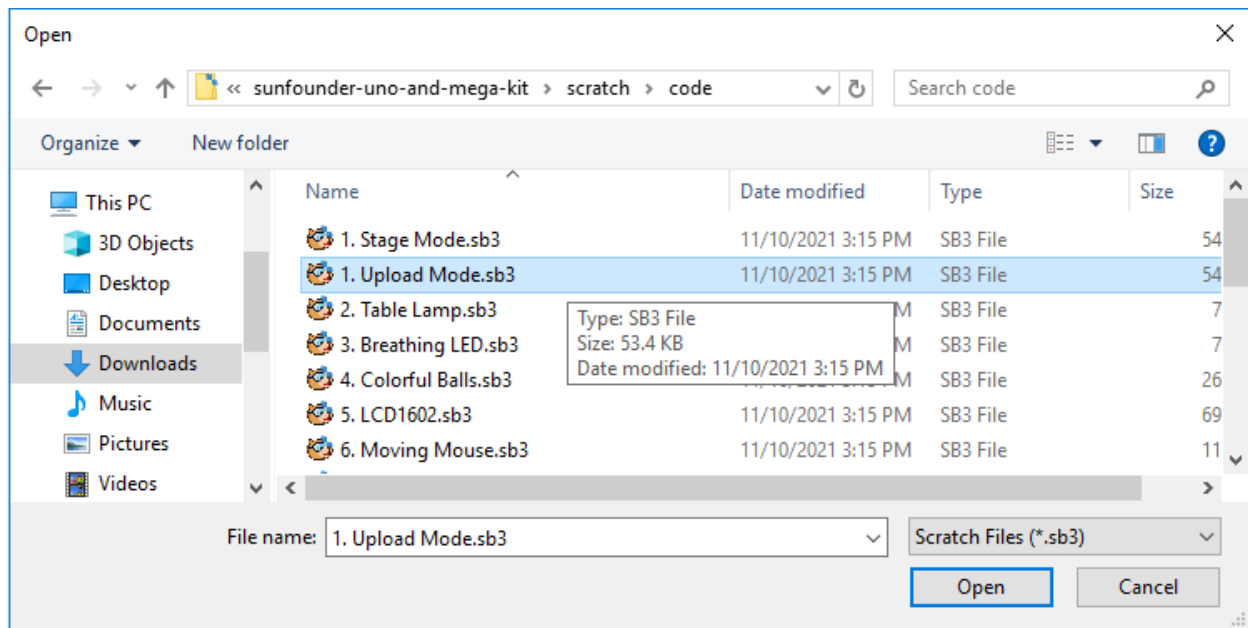 Open
« sunfounder-uno-and-mega-kit › scratch › code
Search code
Organize
New folder
?
This PC
3D Objects
Desktop
Documents
Downloads
Music
Pictures
Videos
Name Date modified Type Size
1. Stage Mode.sb3 11/10/2021 3:15 PM SB3 File 54
1. Upload Mode.sb3 11/10/2021 3:15 PM SB3 File 54
2. Table Lamp.sb3 M SB3 File 7
3. Breathing LED.sb3 M SB3 File 7
4. Colorful Balls.sb3 M SB3 File 26
5. LCD1602.sb3 11/10/2021 3:15 PM SB3 File 69
6. Moving Mouse.sb3 11/10/2021 3:15 PM SB3 File 11
Type: SB3 File
Size: 53.4 KB
Date modified: 11/10/2021 3:15 PM
File name: 1. Upload Mode.sb3
Scratch Files (*.sb3)
Open
Cancel